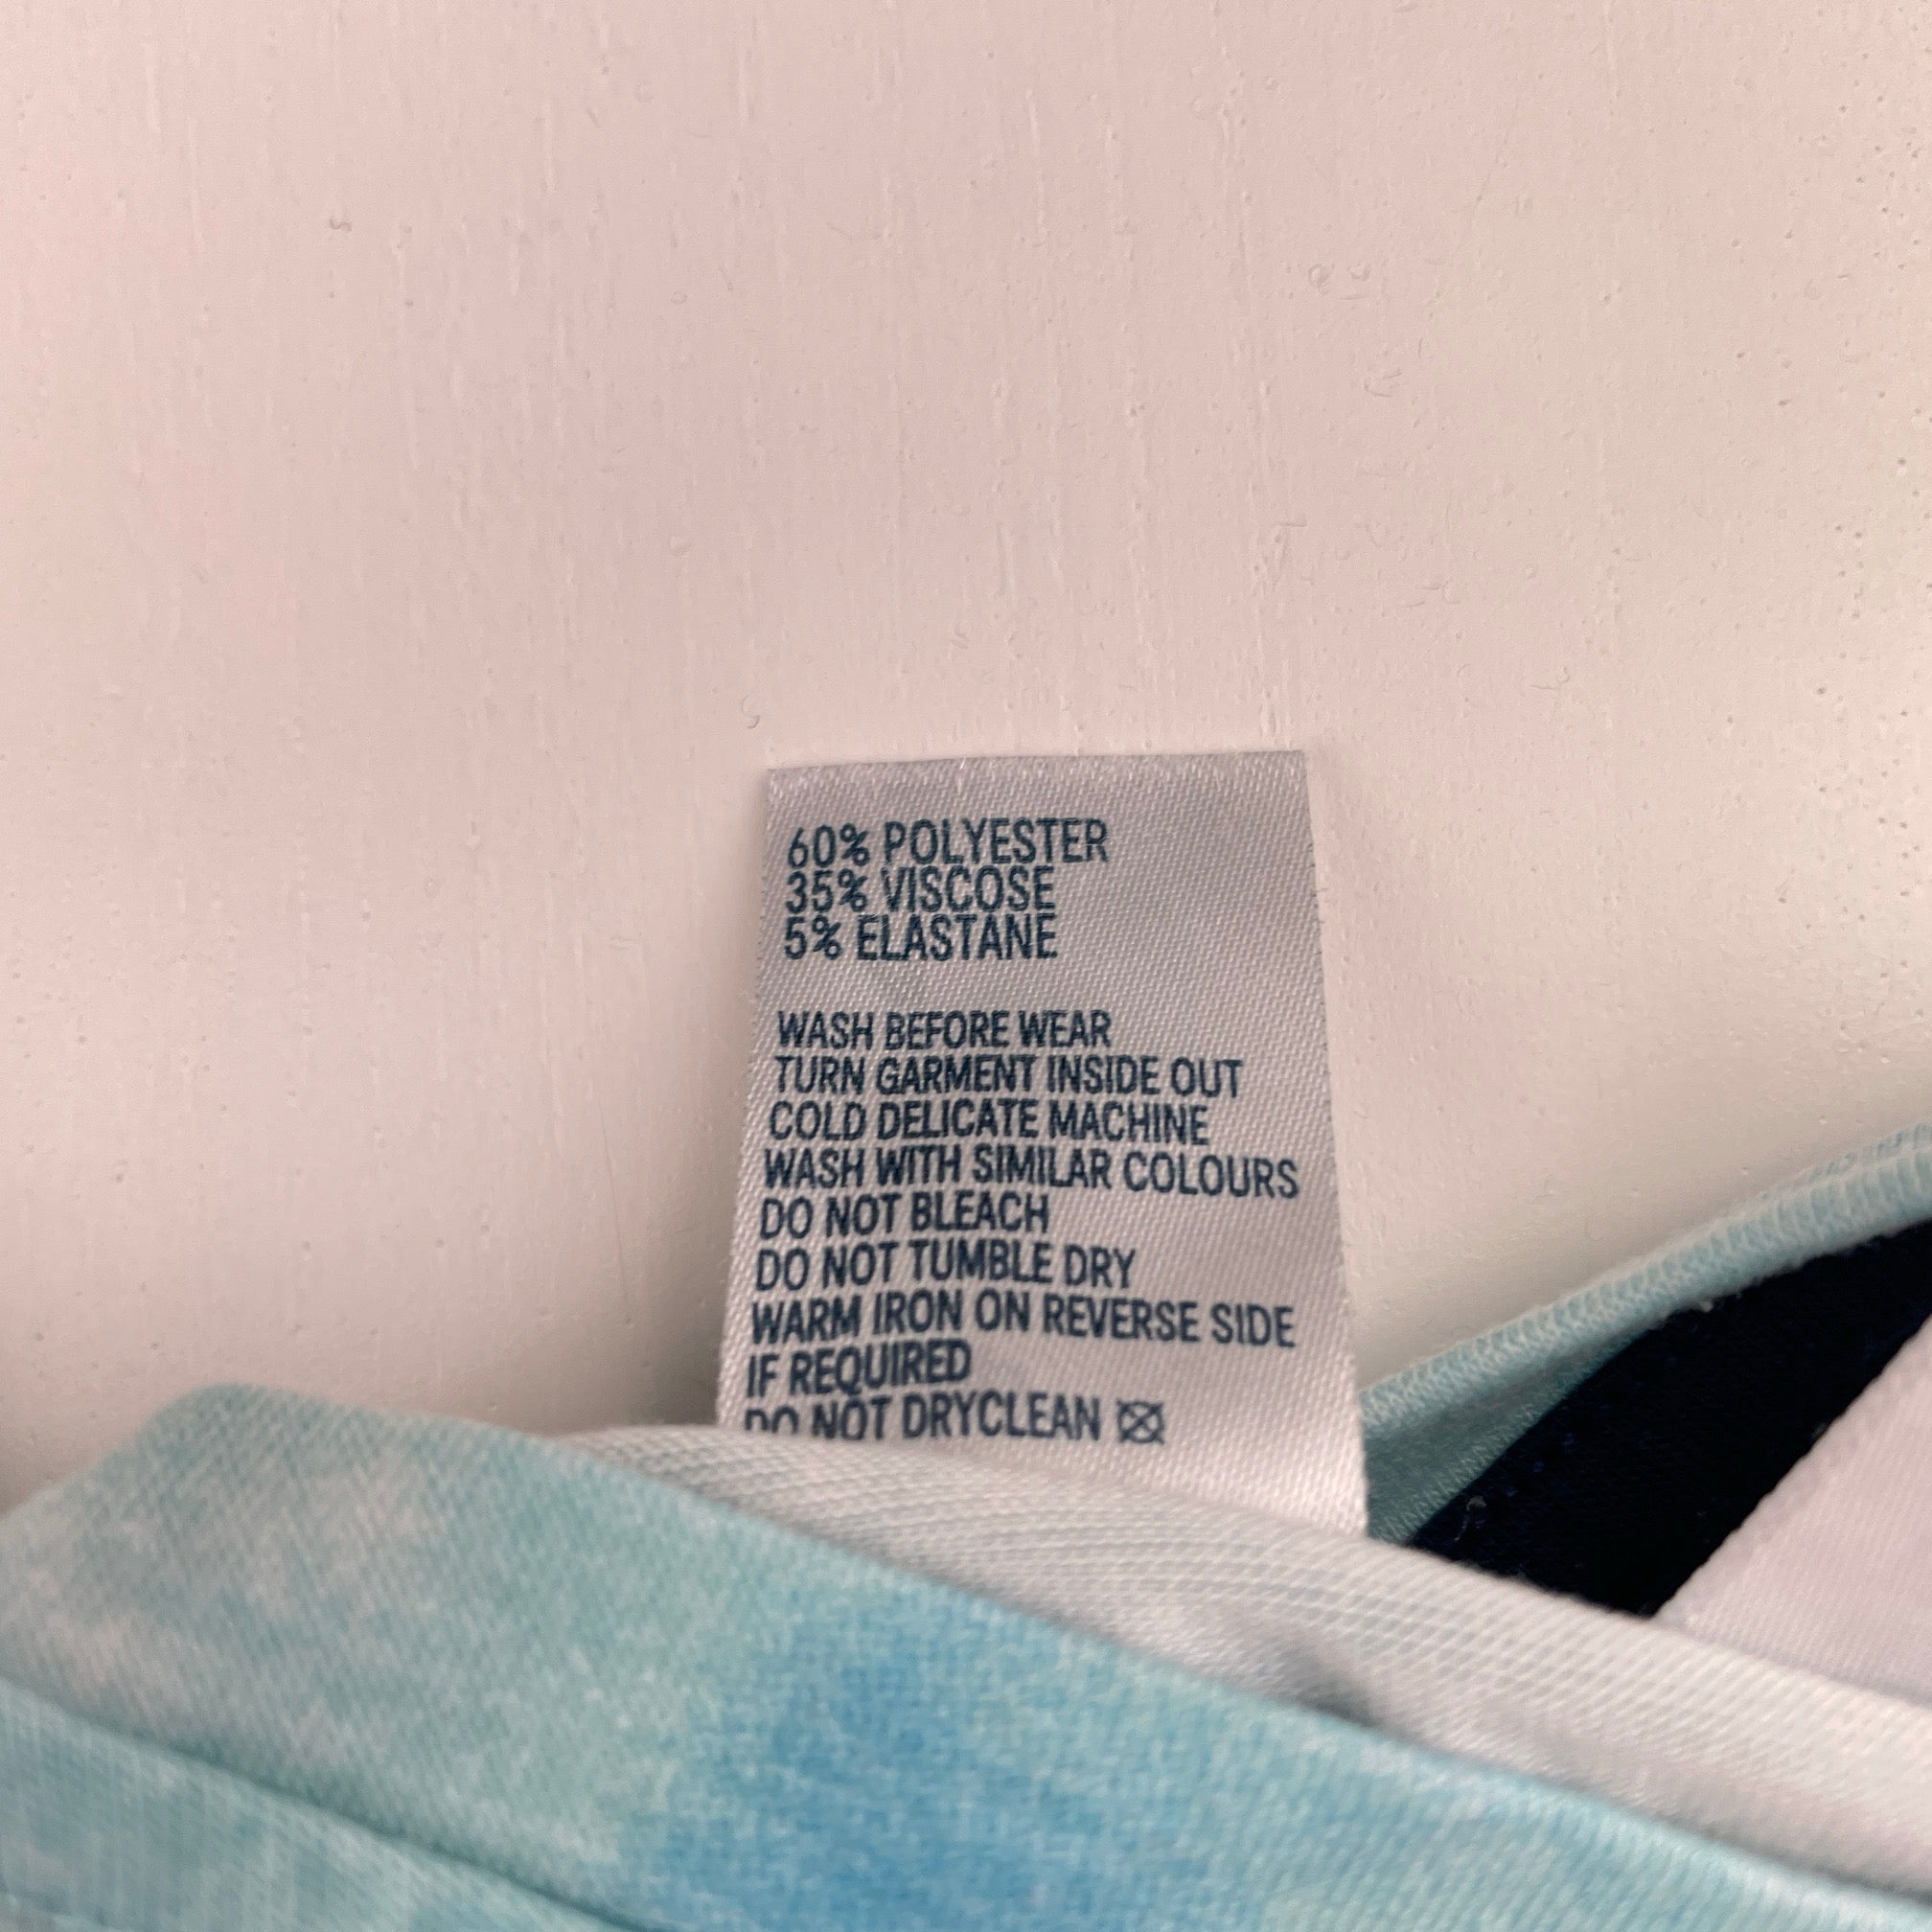 60% POLYESTER
35% VISCOSE
5% ELASTANE
WASH BEFORE WEAR
TURN GARMENT INSIDE OUT
COLD DELICATE MACHINE
WASH WITH SIMILAR COLOURS
DO NOT BLEACH
DO NOT TUMBLE DRY
WARM IRON ON REVERSE SIDE
IF REQUIRED
DO NOT DRYCLEAN